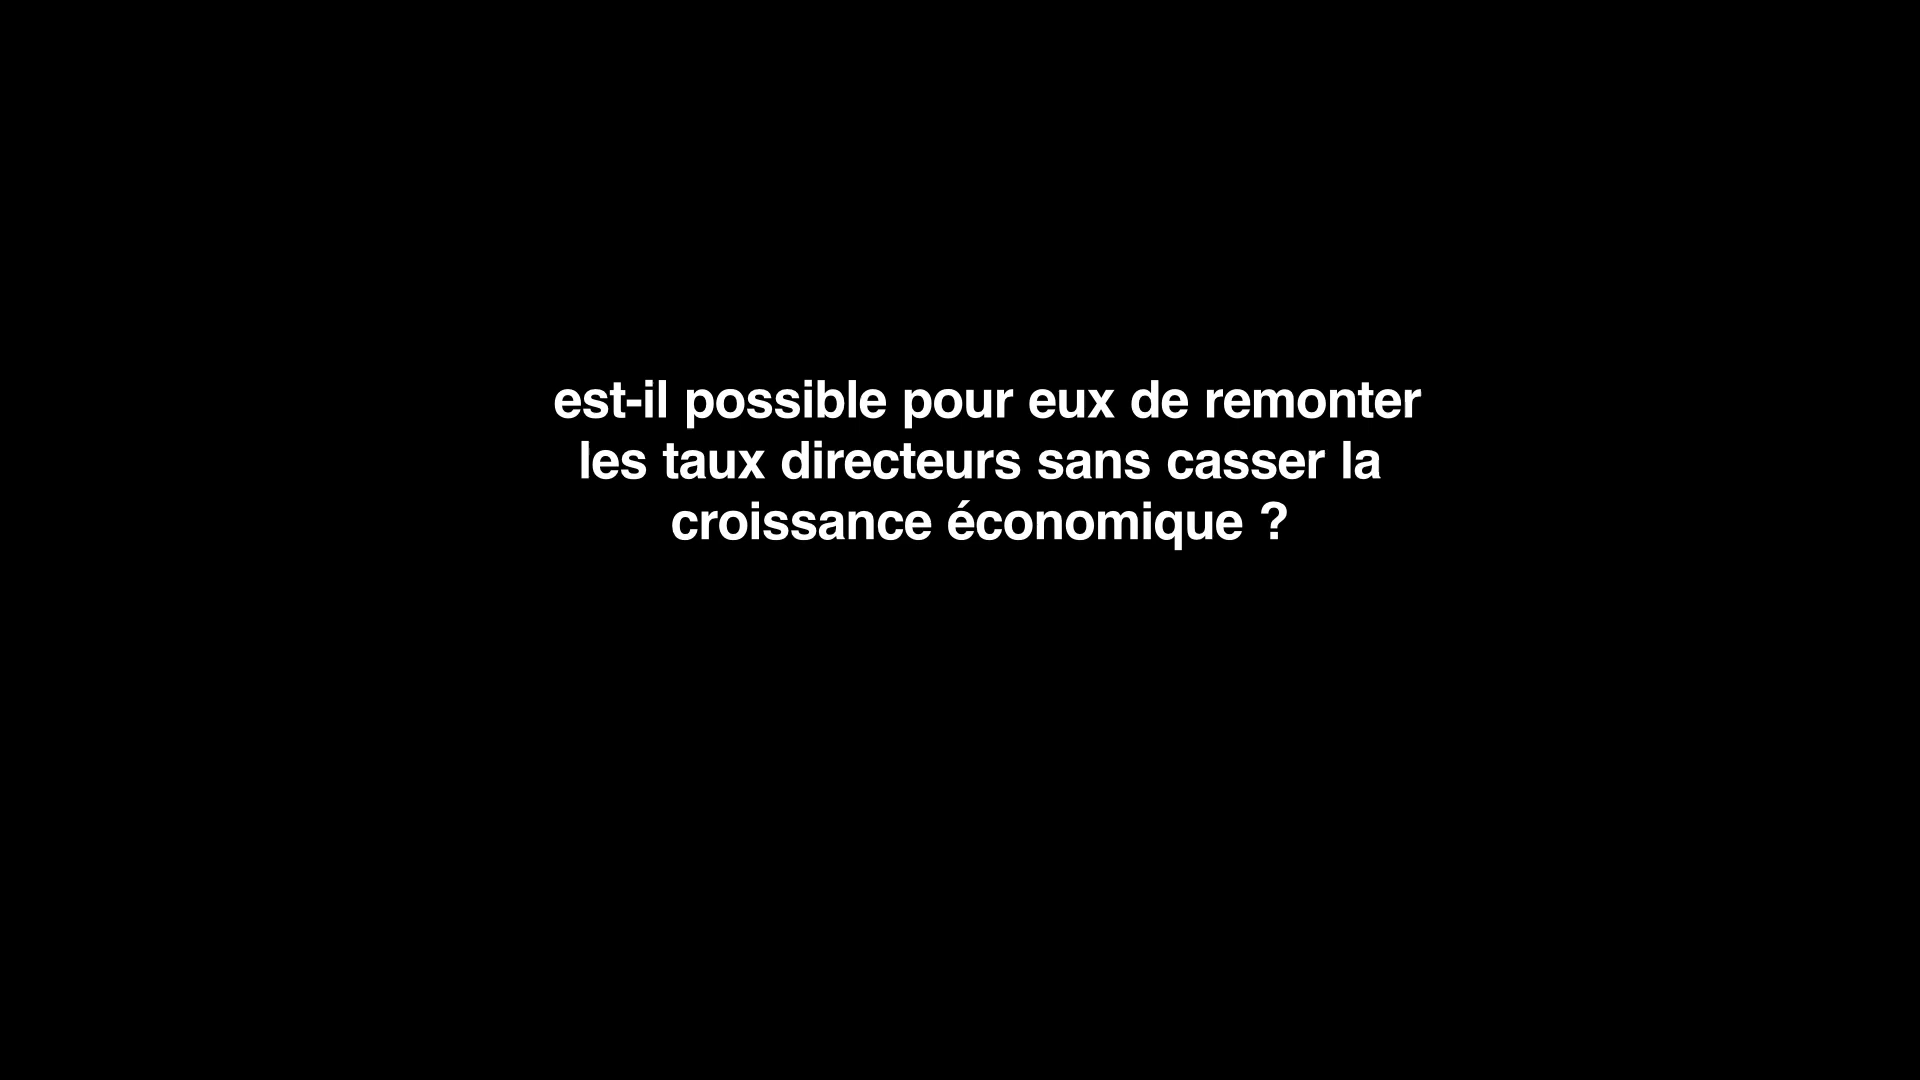 est-il possible pour eux de remonter
les taux directeurs sans casser la
croissance économique ?